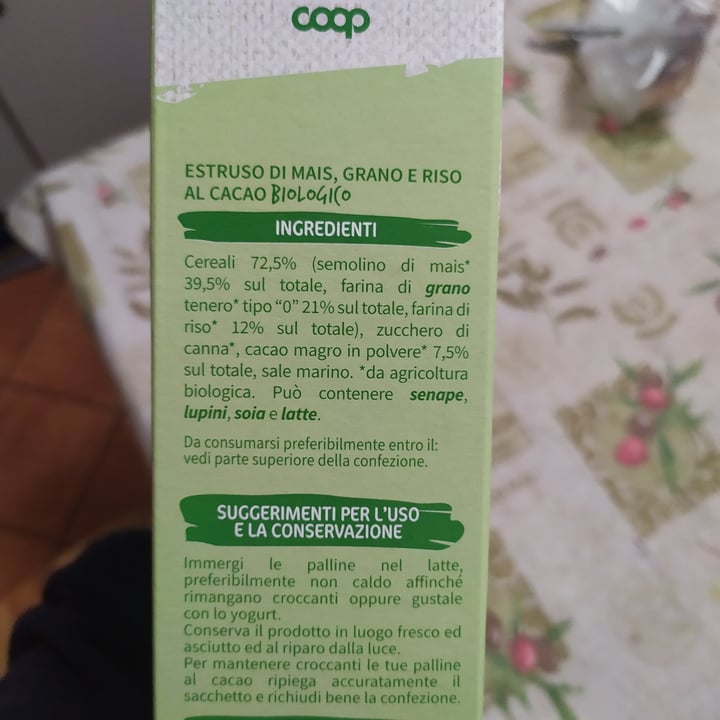 coop
ESTRUSO DI MAIS, GRANO E RISO
AL CACAO BIOLOGICO
INGREDIENTI
Cereali 72,5% (semolino di mais*
39,5% sul totale, farina di grano
tenero* tipo “0” 21% sul totale, farina di
riso* 12% sul totale), zucchero di
canna*, cacao magro in polvere* 7,5%
sul totale, sale marino. *da agricoltura
biologica. Può contenere senape,
lupini, soia e latte.
Da consumarsi preferibilmente entro il:
vedi parte superiore della confezione.
SUGGERIMENTI PER L’USO
E LA CONSERVAZIONE
Immergi le palline nel latte,
preferibilmente non caldo affinché
rimangano croccanti oppure gustale
con lo yogurt.
Conserva il prodotto in luogo fresco ed
asciutto ed al riparo dalla luce.
Per mantenere croccanti le tue palline
al cacao ripiega accuratamente il
sacchetto e richiudi bene la confezione.